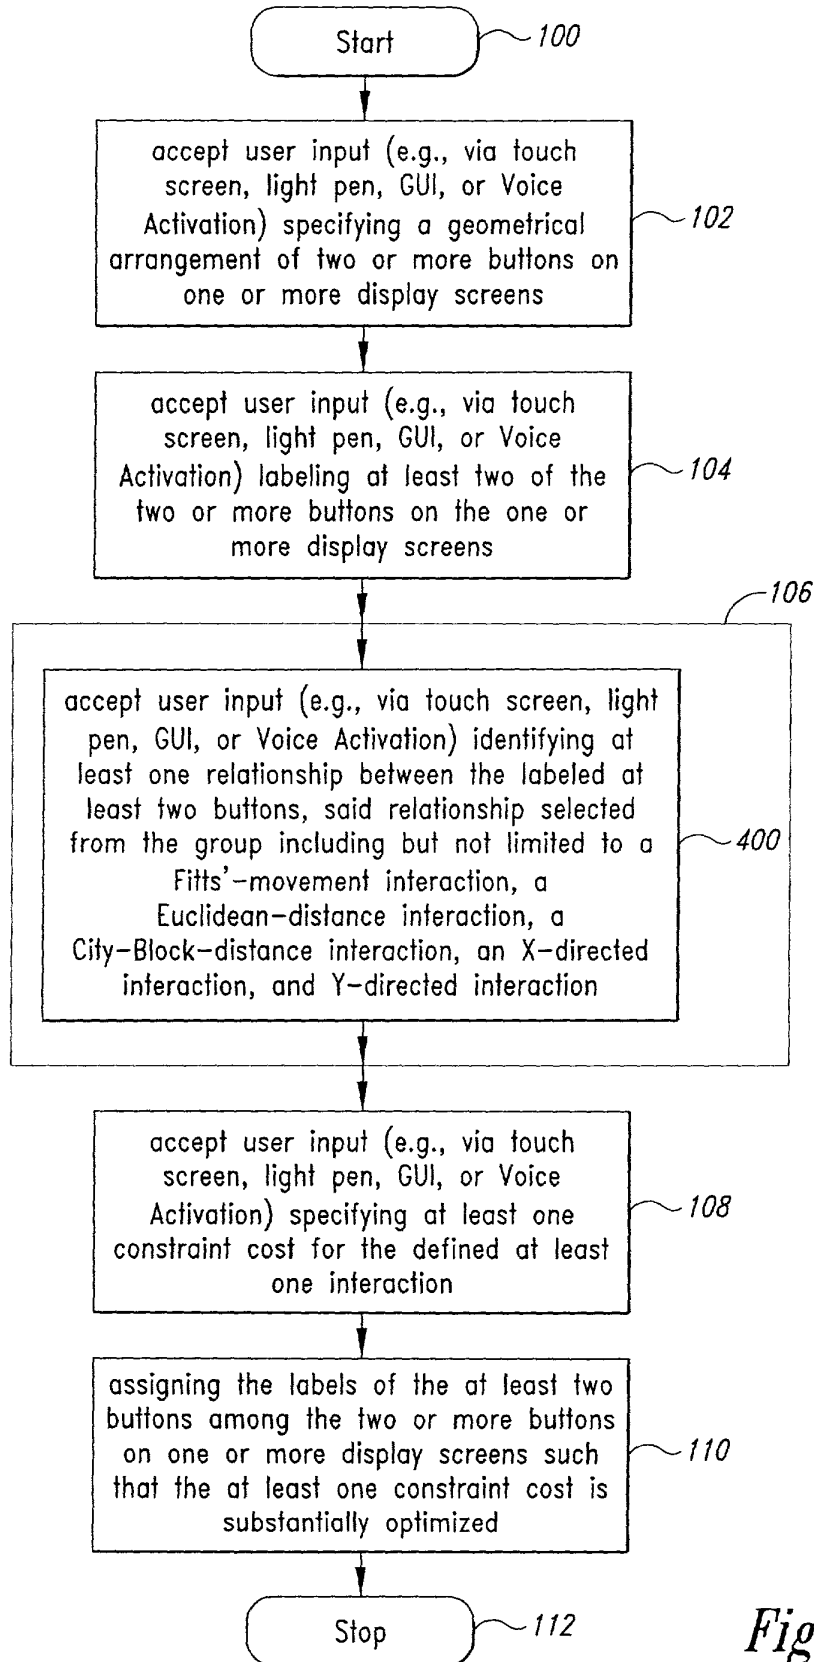 Start
100
accept user input (e.g., via touch
screen, light pen, GUI, or Voice
Activation) specifying a geometrical
arrangement of two or more buttons on
one or more display screens
102
accept user input (e.g., via touch
screen, light pen, GUI, or Voice
Activation) labeling at least two of the
two or more buttons on the one or
more display screens
104
106
accept user input (e.g., via touch screen, light
pen, GUI, or Voice Activation) identifying at
least one relationship between the labeled at
least two buttons, said relationship selected
from the group including but not limited to a
Fitts'-movement interaction, a
Euclidean-distance interaction, a
City-Block-distance interaction, an X-directed
interaction, and Y-directed interaction
400
accept user input (e.g., via touch
screen, light pen, GUI, or Voice
Activation) specifying at least one
constraint cost for the defined at least
one interaction
108
assigning the labels of the at least two
buttons among the two or more buttons
on one or more display screens such
that the at least one constraint cost is
substantially optimized
110
Stop
112
Fig